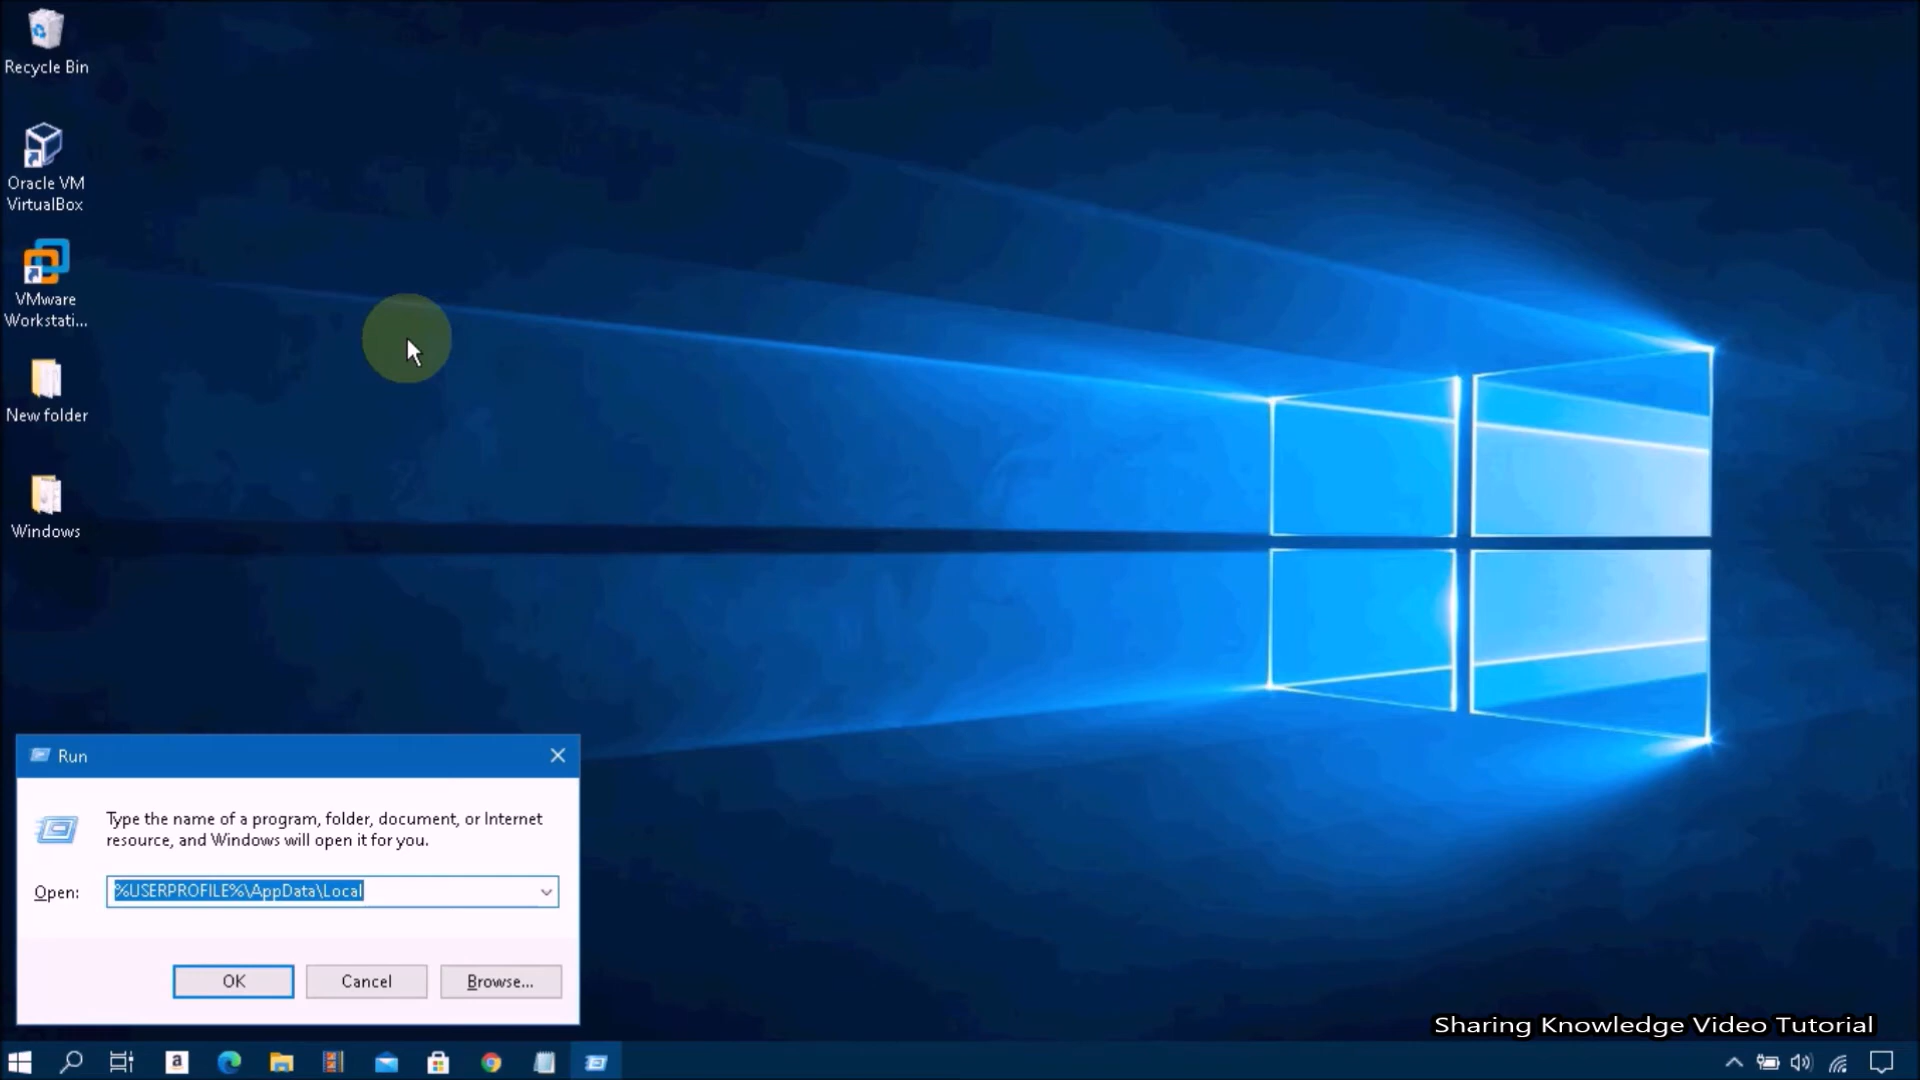 Recycle Bin
Oracle VM
VirtualBox
VMware
Workstati...
New folder
Windows
Run
Type the name of a program, folder, document, or Internet
resource, and Windows will open it for you.
Open:
%USERPROFILE%\AppData\Local
OK
Cancel
Browse...
Sharing Knowledge Video Tutorial
a